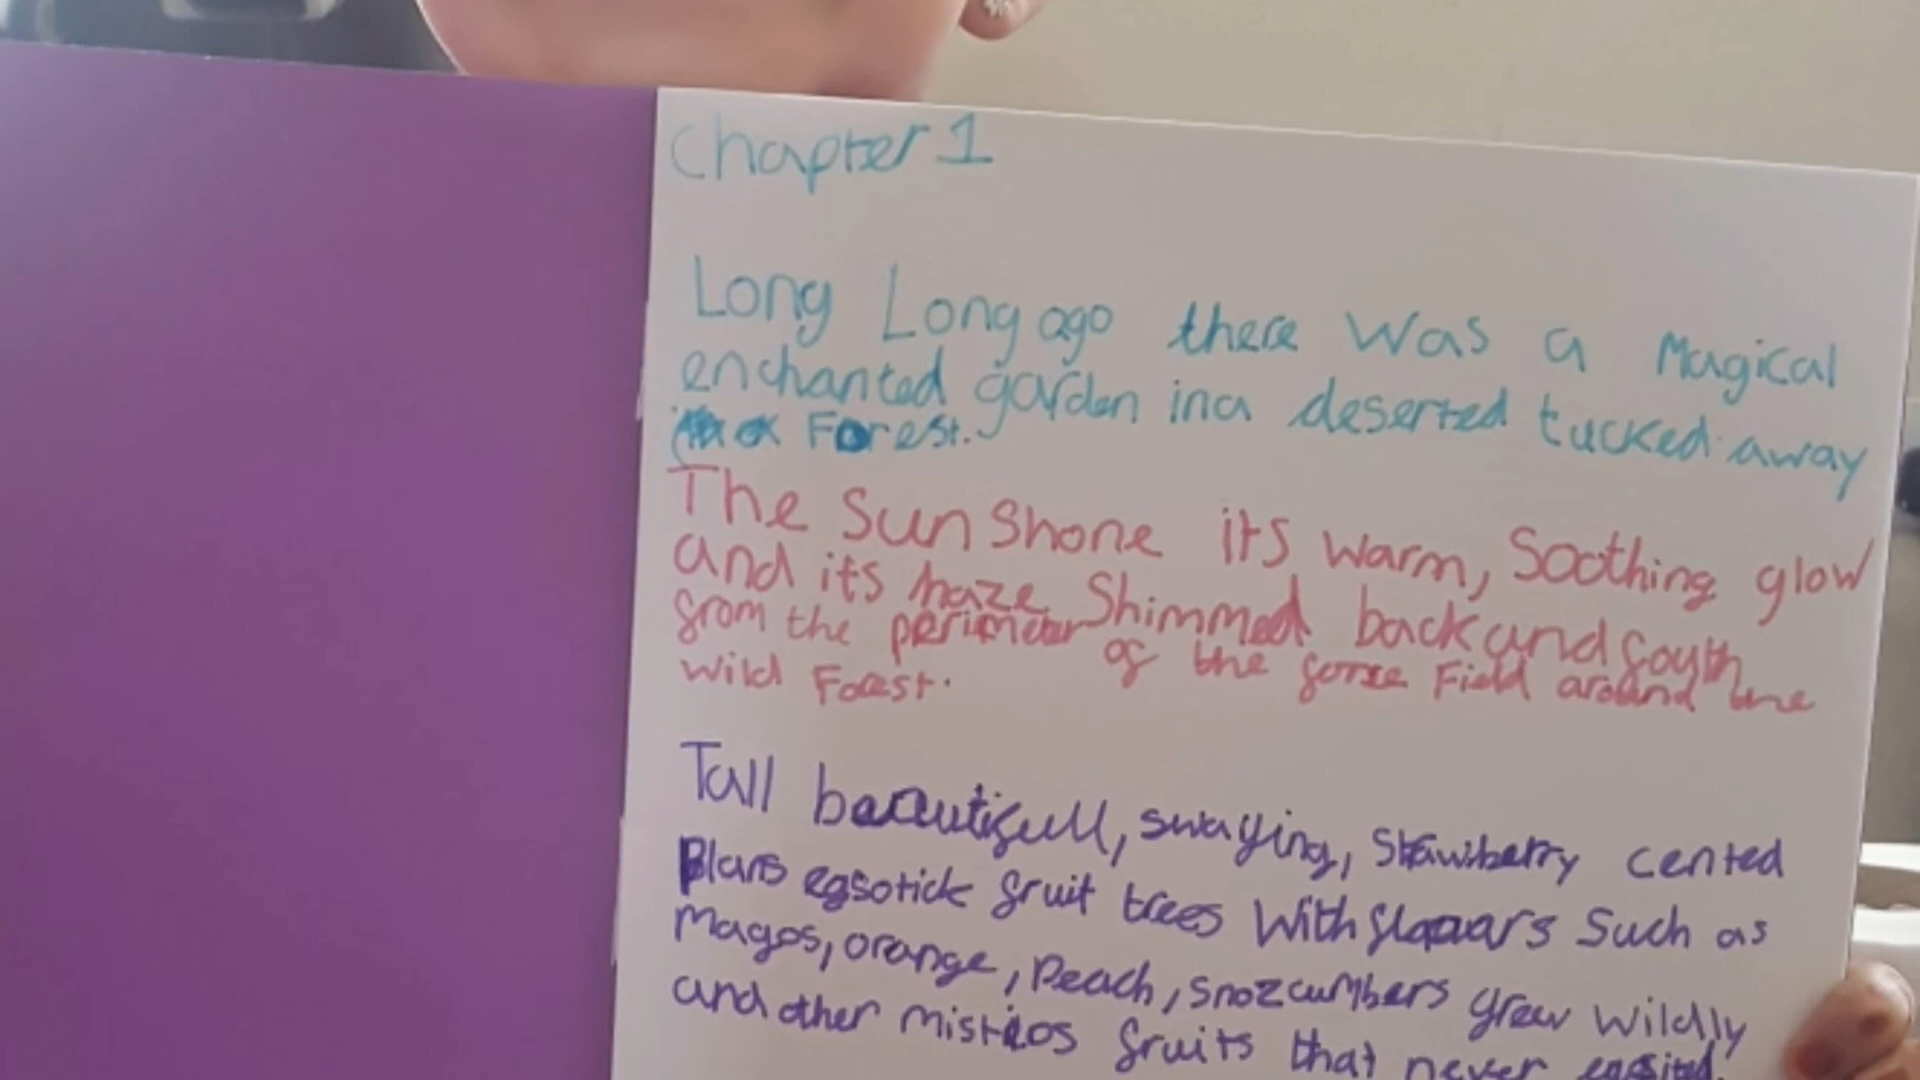 Chapter 1
Long Long ago there was a Magical
enchanted garden in a deserted tucked away
Forest.
The Sun Shone its warm, Soothing glow
and its haze Shimmed back and fouth
from the perimeter of the gorse Field around the
wild Forest.
Tall beautifull, swaying, Strawberry cented
Plans egsotick fruit trees With flavars Such as
Magos, orange, Peach, snozcumbers grew wildly
and other mistios fruits that never